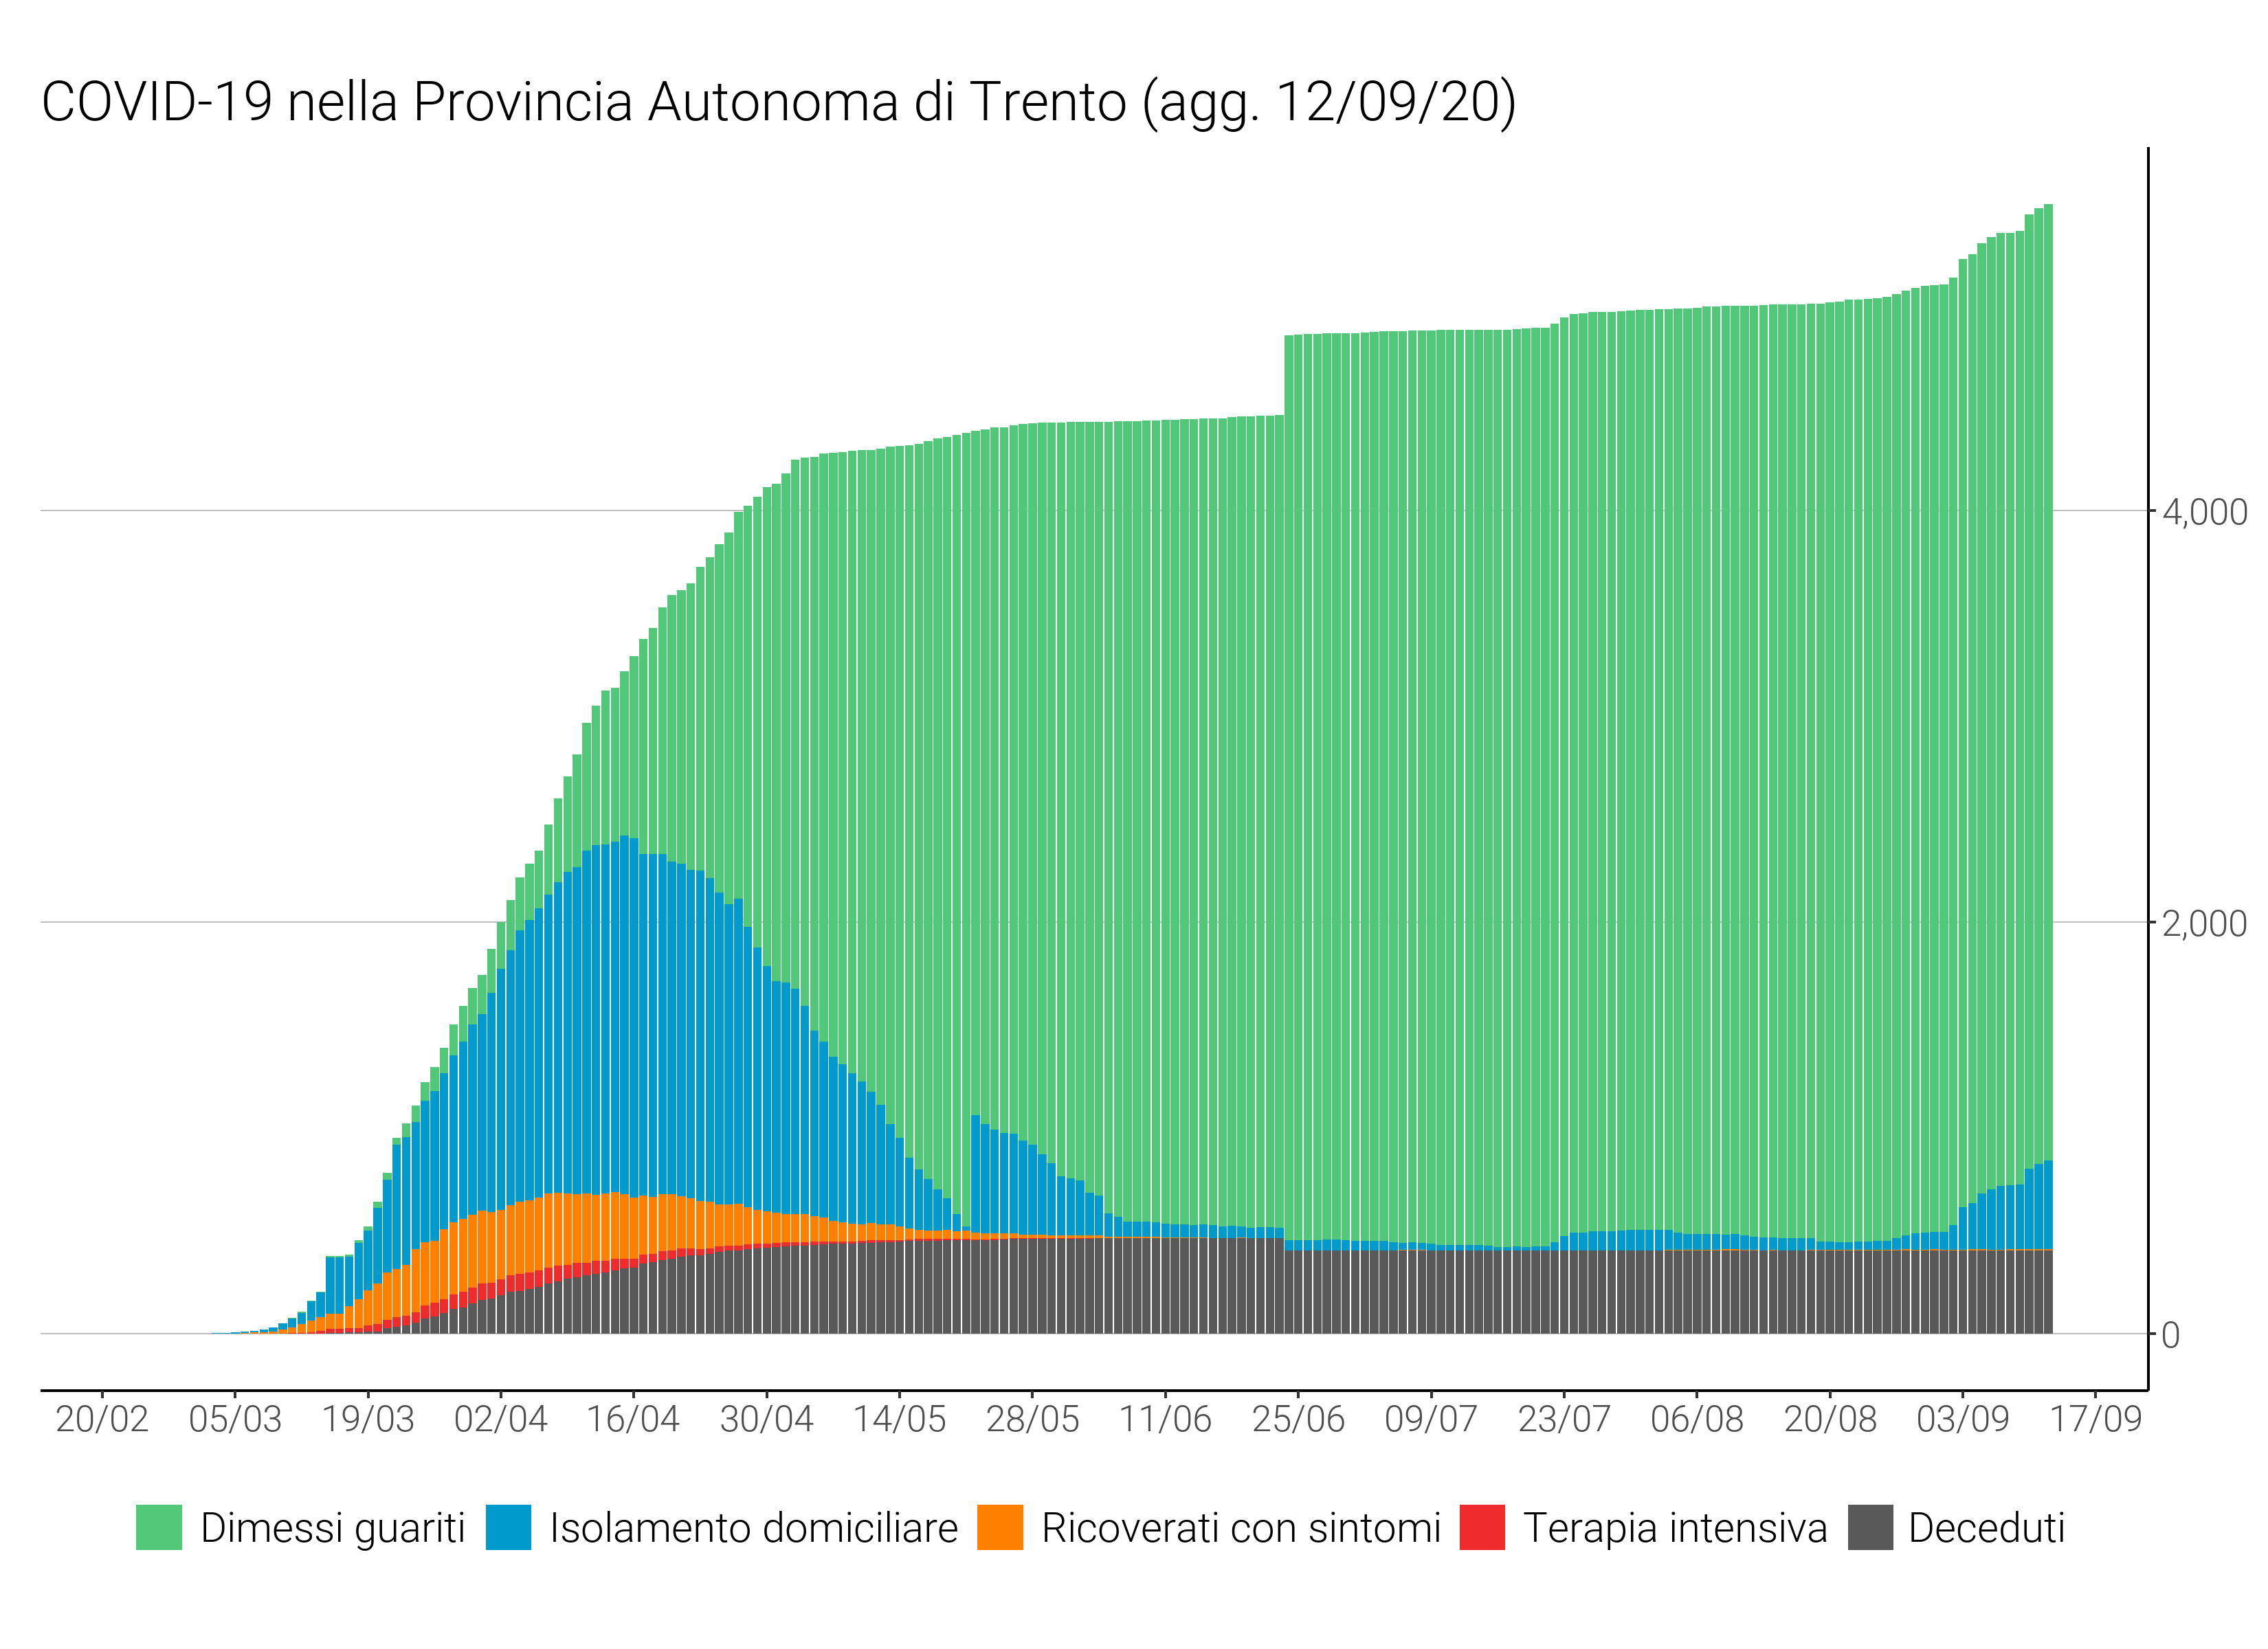 COVID-19 nella Provincia Autonoma di Trento (agg. 12/09/20)
4,000
2,000
0
20/02 05/03 19/03 02/04 16/04 30/04 14/05 28/05 11/06 25/06 09/07 23/07 06/08 20/08 03/09 17/09
Dimessi guariti Isolamento domiciliare Ricoverati con sintomi Terapia intensiva Deceduti